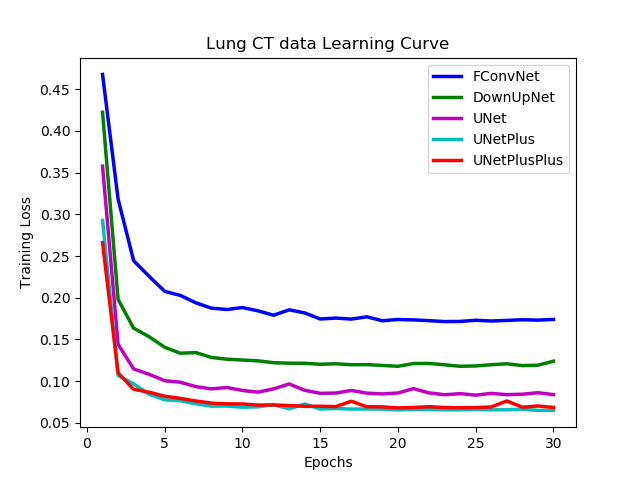 Lung CT data Learning Curve
FConvNet
DownUpNet
UNet
UNetPlus
UNetPlusPlus
Training Loss
0.45
0.40
0.35
0.30
0.25
0.20
0.15
0.10
0.05
0 5 10 15 20 25 30
Epochs